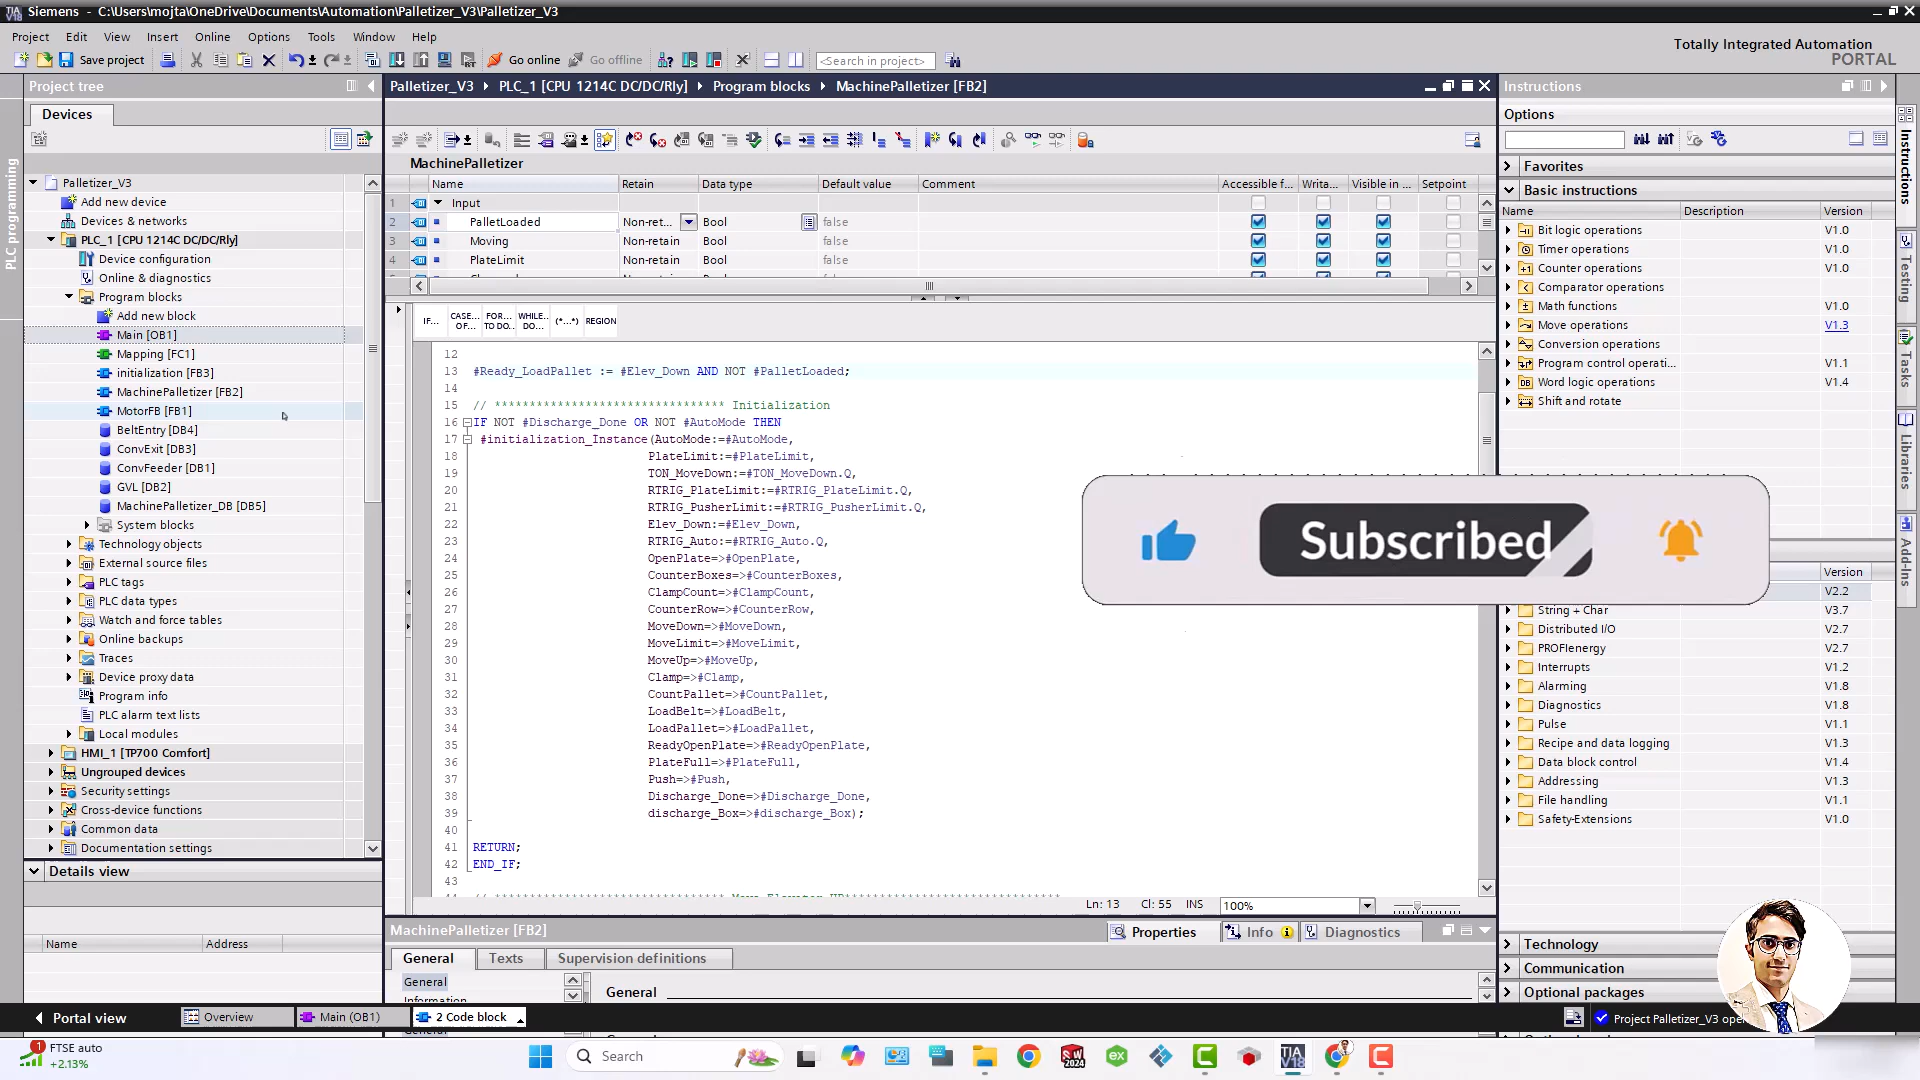 Siemens - C:\Users\mojta\OneDrive\Documents\Automation\Palletizer_V3\Palletizer_V3
Project Edit View Insert Online Options Tools Window Help
Totally Integrated Automation
PORTAL
Save project
Go online
Go offline
<Search in project>
Project tree
Devices
PLC programming
Palletizer_V3
Add new device
Devices & networks
PLC_1 [CPU 1214C DC/DC/Rly]
Device configuration
Online & diagnostics
Program blocks
Add new block
Main [OB1]
Mapping [FC1]
initialization [FB3]
MachinePalletizer [FB2]
MotorFB [FB1]
BeltEntry [DB4]
ConvExit [DB3]
ConvFeeder [DB1]
GVL [DB2]
MachinePalletizer_DB [DB5]
System blocks
Technology objects
External source files
PLC tags
PLC data types
Watch and force tables
Online backups
Traces
Device proxy data
Program info
PLC alarm text lists
Local modules
HMI_1 [TP700 Comfort]
Ungrouped devices
Security settings
Cross-device functions
Common data
Documentation settings
Details view
Name Address
Palletizer_V3 PLC_1 [CPU 1214C DC/DC/Rly] Program blocks MachinePalletizer [FB2]
MachinePalletizer
Name Retain Data type Default value Comment Accessible f... Writa... Visible in ... Setpoint
1 Input
2 PalletLoaded Non-ret... Bool false
3 Moving Non-retain Bool false
4 PlateLimit Non-retain Bool false
IF... CASE... OF... FOR... TO DO... WHILE... DO... (*...*) REGION
12
13 #Ready_LoadPallet := #Elev_Down AND NOT #PalletLoaded;
14
15 // ******************************** Initialization
16 IF NOT #Discharge_Done OR NOT #AutoMode THEN
17 #initialization_Instance(AutoMode:=#AutoMode,
18 PlateLimit:=#PlateLimit,
19 TON_MoveDown:=#TON_MoveDown.Q,
20 RTRIG_PlateLimit:=#RTRIG_PlateLimit.Q,
21 RTRIG_PusherLimit:=#RTRIG_PusherLimit.Q,
22 Elev_Down:=#Elev_Down,
23 RTRIG_Auto:=#RTRIG_Auto.Q,
24 OpenPlate=>#OpenPlate,
25 CounterBoxes=>#CounterBoxes,
26 ClampCount=>#ClampCount,
27 CounterRow=>#CounterRow,
28 MoveDown=>#MoveDown,
29 MoveLimit=>#MoveLimit,
30 MoveUp=>#MoveUp,
31 Clamp=>#Clamp,
32 CountPallet=>#CountPallet,
33 LoadBelt=>#LoadBelt,
34 LoadPallet=>#LoadPallet,
35 ReadyOpenPlate=>#ReadyOpenPlate,
36 PlateFull=>#PlateFull,
37 Push=>#Push,
38 Discharge_Done=>#Discharge_Done,
39 discharge_Box=>#discharge_Box);
40
41 RETURN;
42 END_IF;
43
Ln: 13 Cl: 55 INS 100%
MachinePalletizer [FB2]
Properties Info Diagnostics
General Texts Supervision definitions
General
General
Instructions
Options
Favorites
Basic instructions
Name Description Version
Bit logic operations V1.0
Timer operations V1.0
Counter operations V1.0
Comparator operations
Math functions V1.0
Move operations V1.3
Conversion operations
Program control operati... V1.1
Word logic operations V1.4
Shift and rotate
Subscribed
Version
V2.2
String + Char V3.7
Distributed I/O V2.7
PROFIenergy V2.7
Interrupts V1.2
Alarming V1.8
Diagnostics V1.8
Pulse V1.1
Recipe and data logging V1.3
Data block control V1.4
Addressing V1.3
File handling V1.1
Safety-Extensions V1.0
Technology
Communication
Optional packages
Instructions
Testing
Tasks
Libraries
Add-Ins
Portal view
Overview
Main (OB1)
2 Code block
Project Palletizer_V3 open
1
FTSE auto
+2.13%
Search
SW
2024
ex
TIA
V18